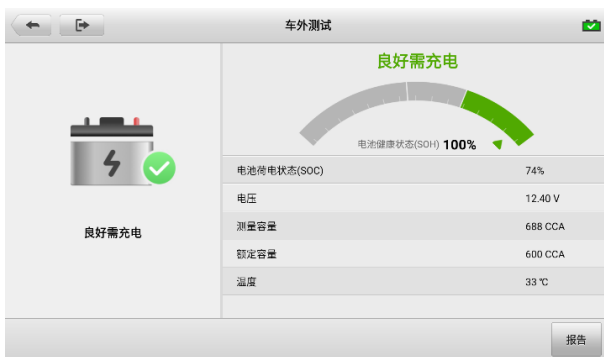 车外测试
良好需充电
电池健康状态(SOH) 100%
良好需充电
电池荷电状态(SOC) 74%
电压 12.40 V
测量容量 688 CCA
额定容量 600 CCA
温度 33 ℃
报告